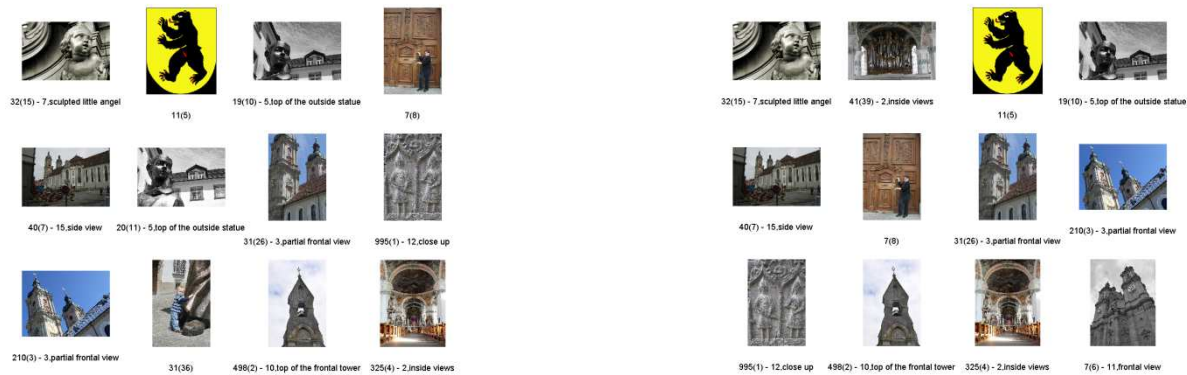 32(15) - 7,sculpted little angel
11(5)
19(10) - 5,top of the outside statue
7(8)
40(7) - 15,side view
20(11) - 5,top of the outside statue
31(26) - 3,partial frontal view
995(1) - 12,close up
210(3) - 3,partial frontal view
31(36)
498(2) - 10,top of the frontal tower
325(4) - 2,inside views
32(15) - 7,sculpted little angel
41(39) - 2,inside views
11(5)
19(10) - 5,top of the outside statue
40(7) - 15,side view
7(8)
31(26) - 3,partial frontal view
210(3) - 3,partial frontal view
995(1) - 12,close up
498(2) - 10,top of the frontal tower
325(4) - 2,inside views
7(6) - 11,frontal view